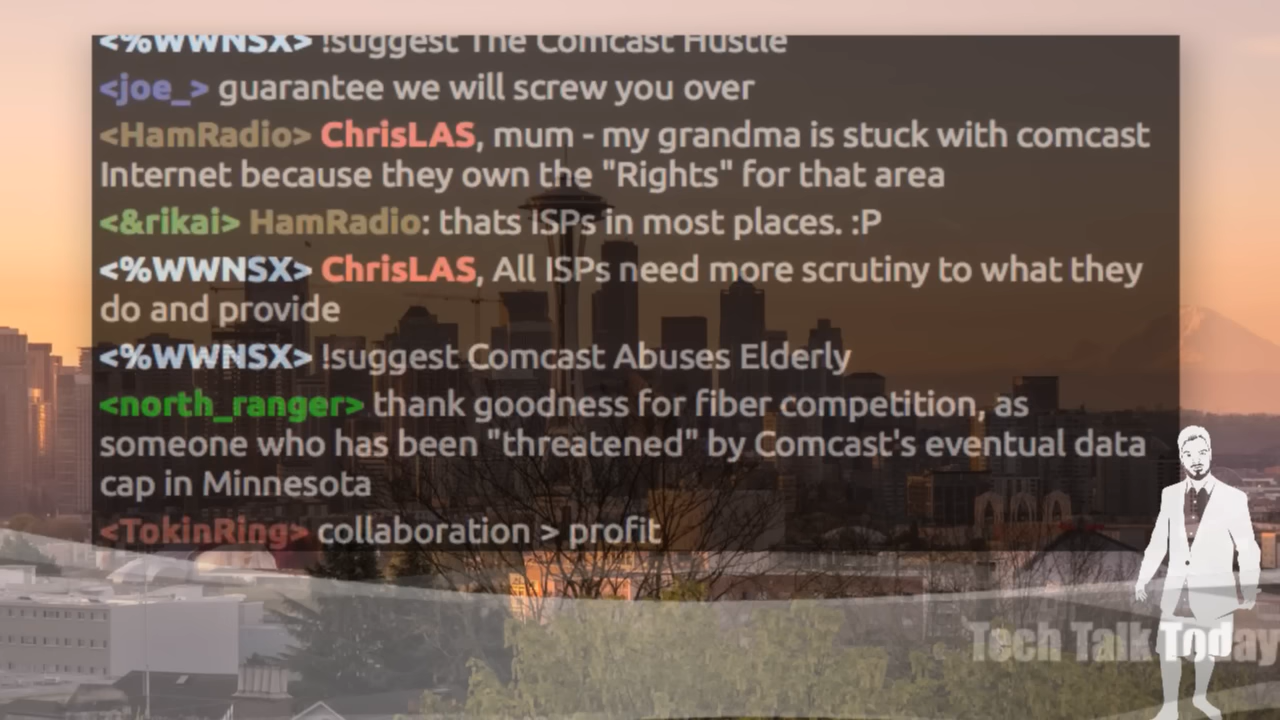 <%WWNSX> !suggest The Comcast Hustle
<joe_> guarantee we will screw you over
<HamRadio> ChrisLAS, mum - my grandma is stuck with comcast
Internet because they own the "Rights" for that area
<&rikai> HamRadio: thats ISPs in most places. :P
<%WWNSX> ChrisLAS, All ISPs need more scrutiny to what they
do and provide
<%WWNSX> !suggest Comcast Abuses Elderly
<north_ranger> thank goodness for fiber competition, as
someone who has been "threatened" by Comcast's eventual data
cap in Minnesota
<TokinRing> collaboration > profit
Tech Talk Today